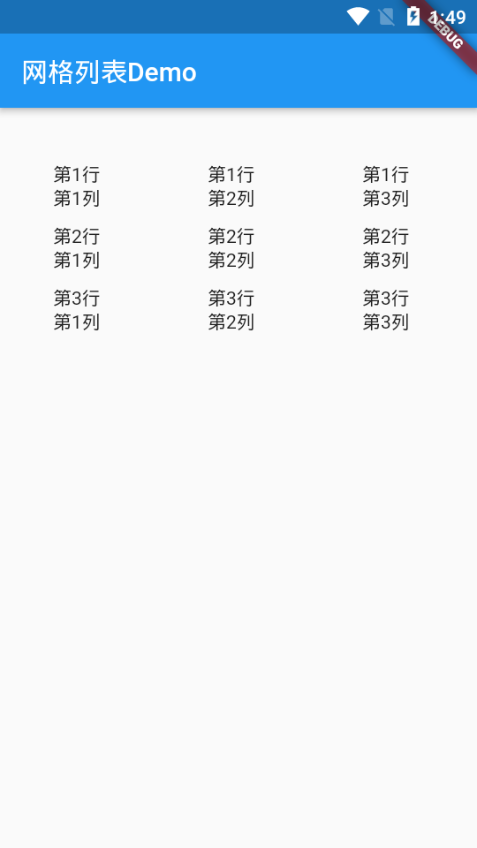 1:49
DEBUG
网格列表Demo
第1行 第1行 第1行
第1列 第2列 第3列
第2行 第2行 第2行
第1列 第2列 第3列
第3行 第3行 第3行
第1列 第2列 第3列